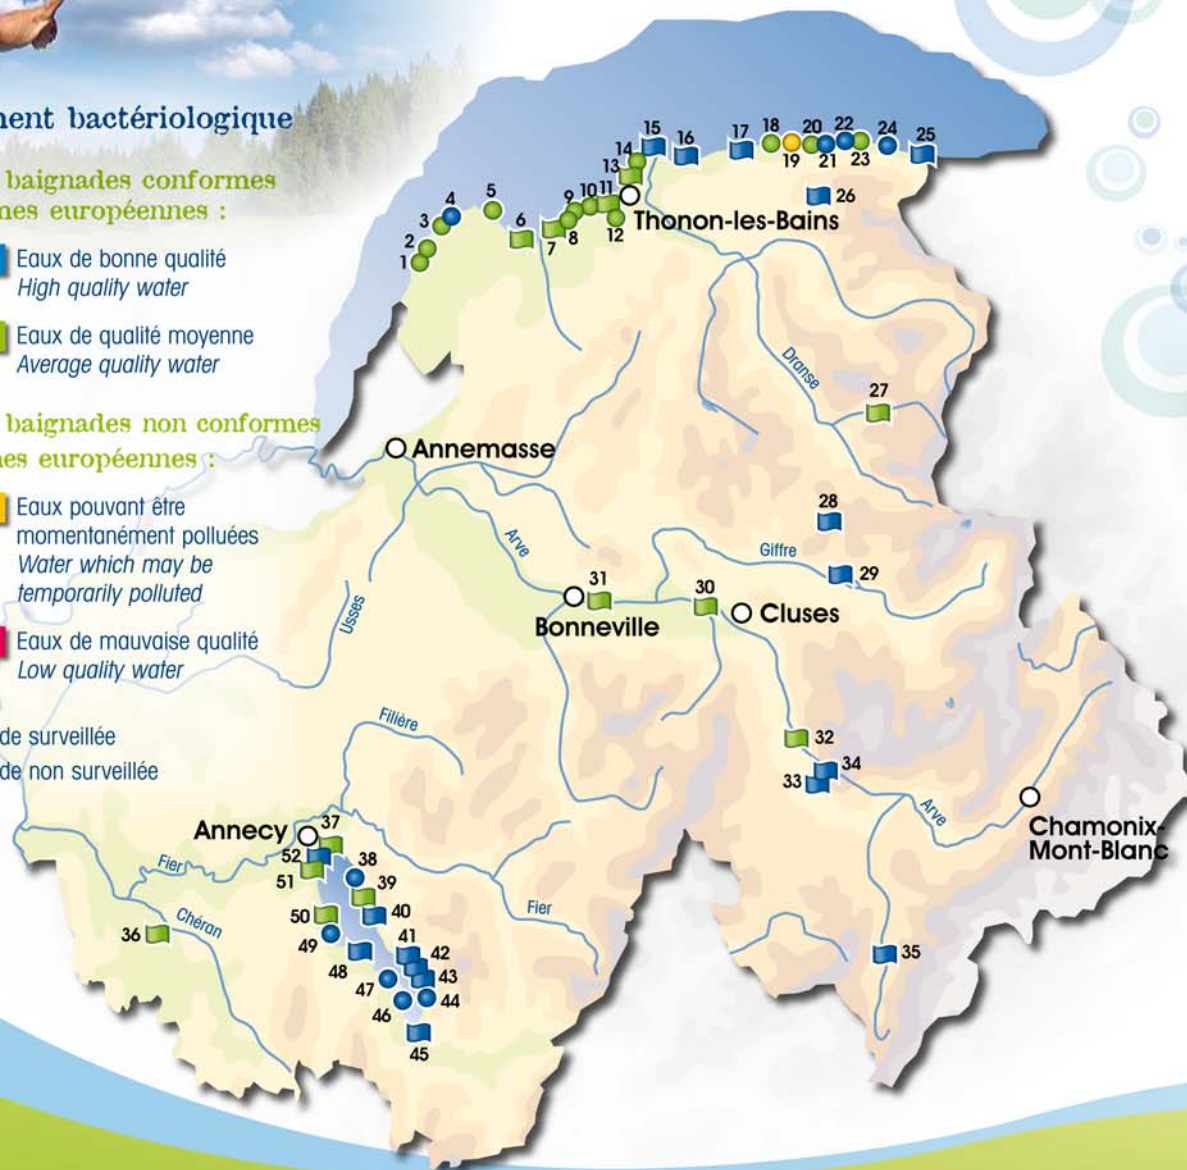 ment bactériologique
baignades conformes
nes européennes :
Eaux de bonne qualité
High quality water
Eaux de qualité moyenne
Average quality water
baignades non conformes
nes européennes :
Eaux pouvant être
momentanément polluées
Water which may be
temporarily polluted
Eaux de mauvaise qualité
Low quality water
de surveillée
de non surveillée
1
2
3
4
5
6
7
8
9
10
11
12
13
14
15
16
17
18
19
20
21
22
23
24
25
26
Thonon-les-Bains
Dranse
27
Annemasse
28
Arve
Giffre
29
Usses
31
30
Bonneville
Cluses
Filière
32
34
33
Arve
Chamonix-
Mont-Blanc
Annecy
37
52
38
Fier
51
39
50
40
Chéran
Fier
36
49
41
42
48
43
47
44
46
45
35